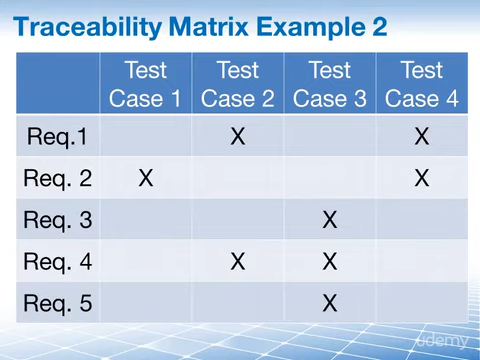 Traceability Matrix Example 2
Test Case 1 Test Case 2 Test Case 3 Test Case 4
Req.1 X X
Req. 2 X X
Req. 3 X
Req. 4 X X
Req. 5 X
udemy